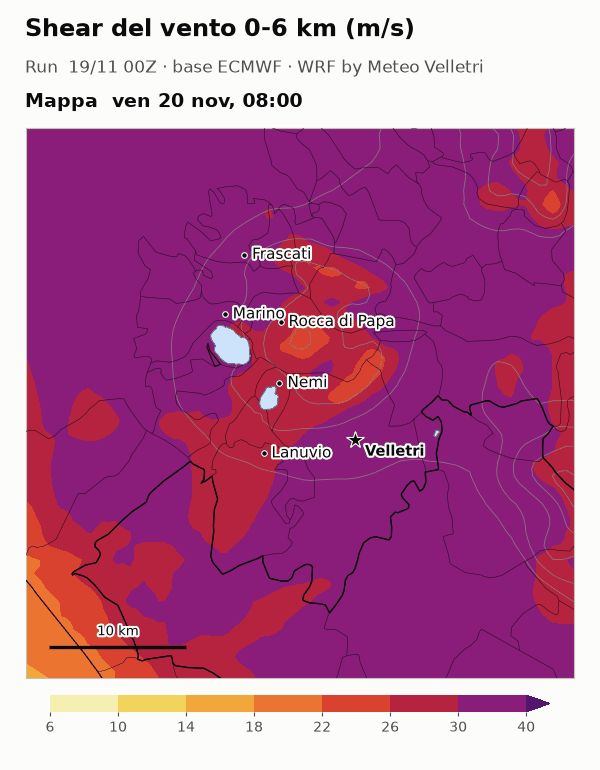 Shear del vento 0-6 km (m/s)
Run  19/11 00Z · base ECMWF · WRF by Meteo Velletri
Mappa  ven 20 nov, 08:00
Frascati
Marino
Rocca di Papa
Nemi
Velletri
Lanuvio
10 km
6 10 14 18 22 26 30 40